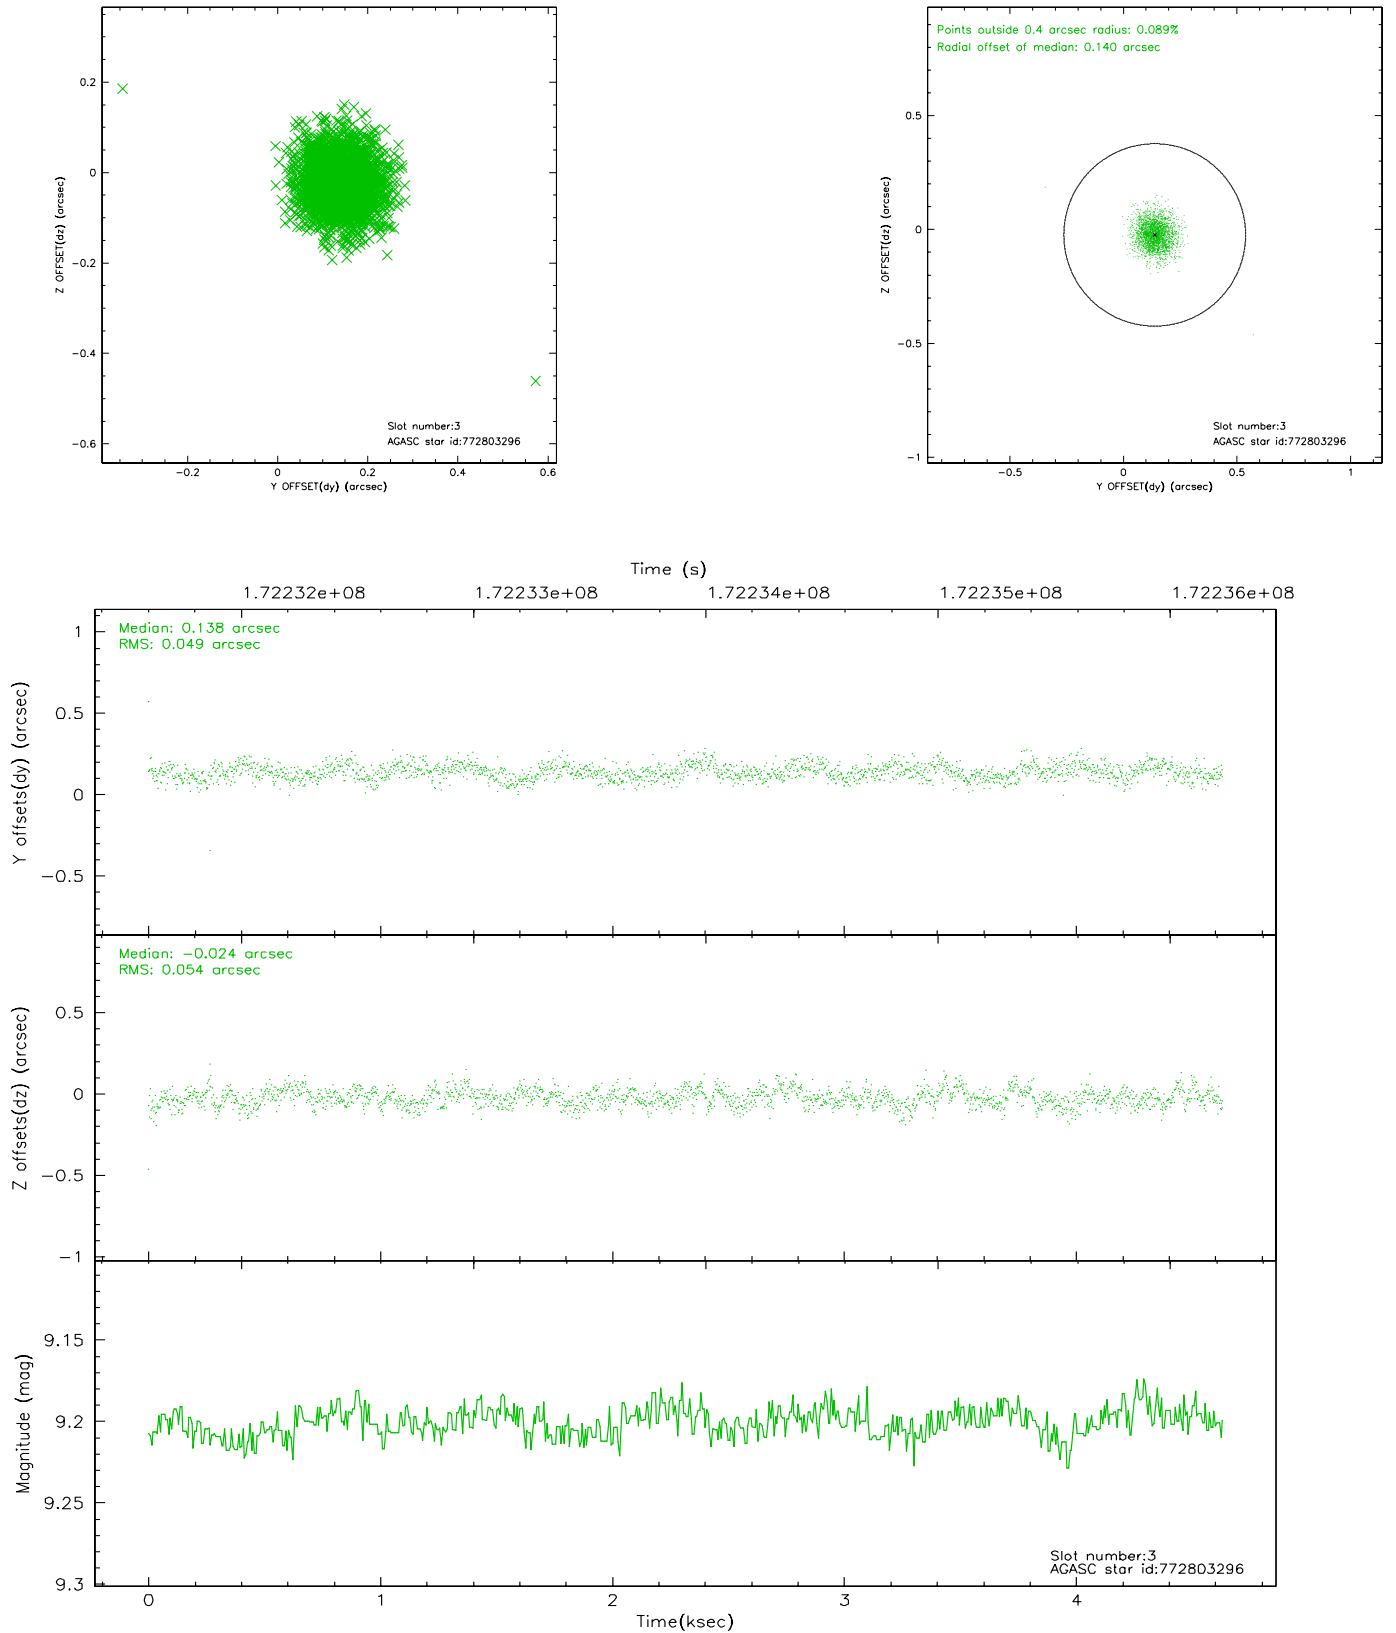 0.2
0
−0.2
−0.4
−0.6
Z OFFSET(dz) (arcsec)
Slot number:3
AGASC star id:772803296
−0.2 0 0.2 0.4 0.6
Y OFFSET(dy) (arcsec)
Points outside 0.4 arcsec radius: 0.089%
Radial offset of median: 0.140 arcsec
0.5
0
−0.5
−1
Z OFFSET(dz) (arcsec)
Slot number:3
AGASC star id:772803296
−0.5 0 0.5 1
Y OFFSET(dy) (arcsec)
Time (s)
1.72232e+08 1.72233e+08 1.72234e+08 1.72235e+08 1.72236e+08
Median: 0.138 arcsec
RMS: 0.049 arcsec
1
0.5
0
−0.5
Y offsets(dy) (arcsec)
Median: −0.024 arcsec
RMS: 0.054 arcsec
0.5
0
−0.5
−1
Z offsets(dz) (arcsec)
9.15
9.2
9.25
9.3
Magnitude (mag)
Slot number:3
AGASC star id:772803296
0 1 2 3 4
Time(ksec)